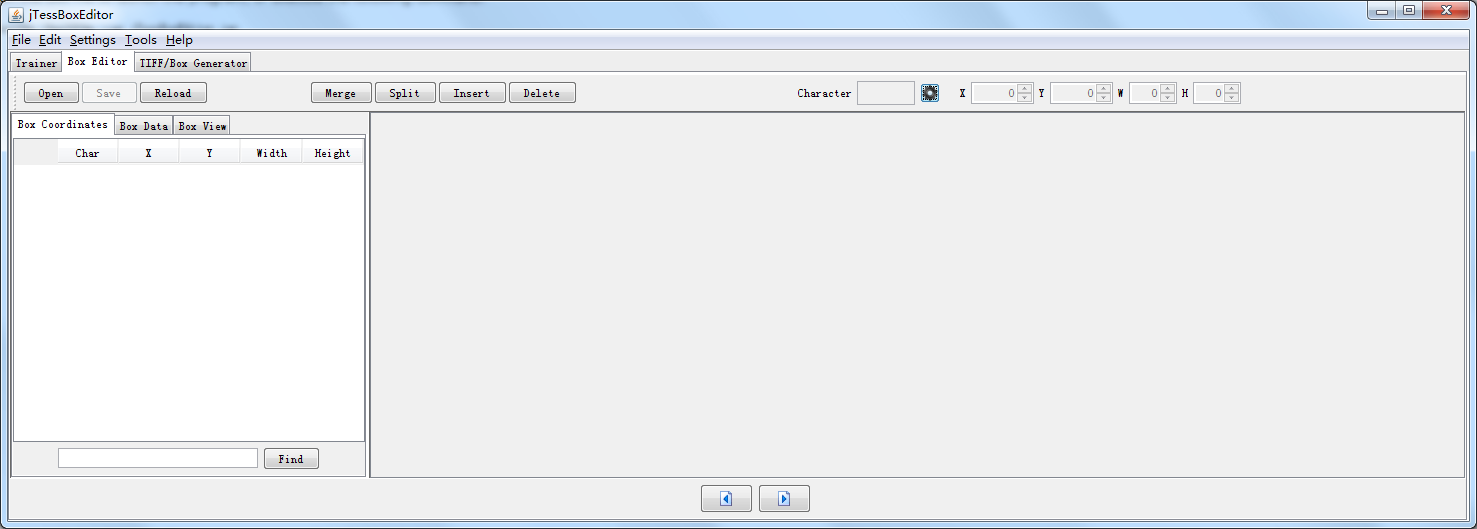 jTessBoxEditor
File Edit Settings Tools Help
Trainer Box Editor TIFF/Box Generator
Open Save Reload Merge Split Insert Delete Character X 0 Y 0 W 0 H 0
Box Coordinates Box Data Box View
Char X Y Width Height
Find